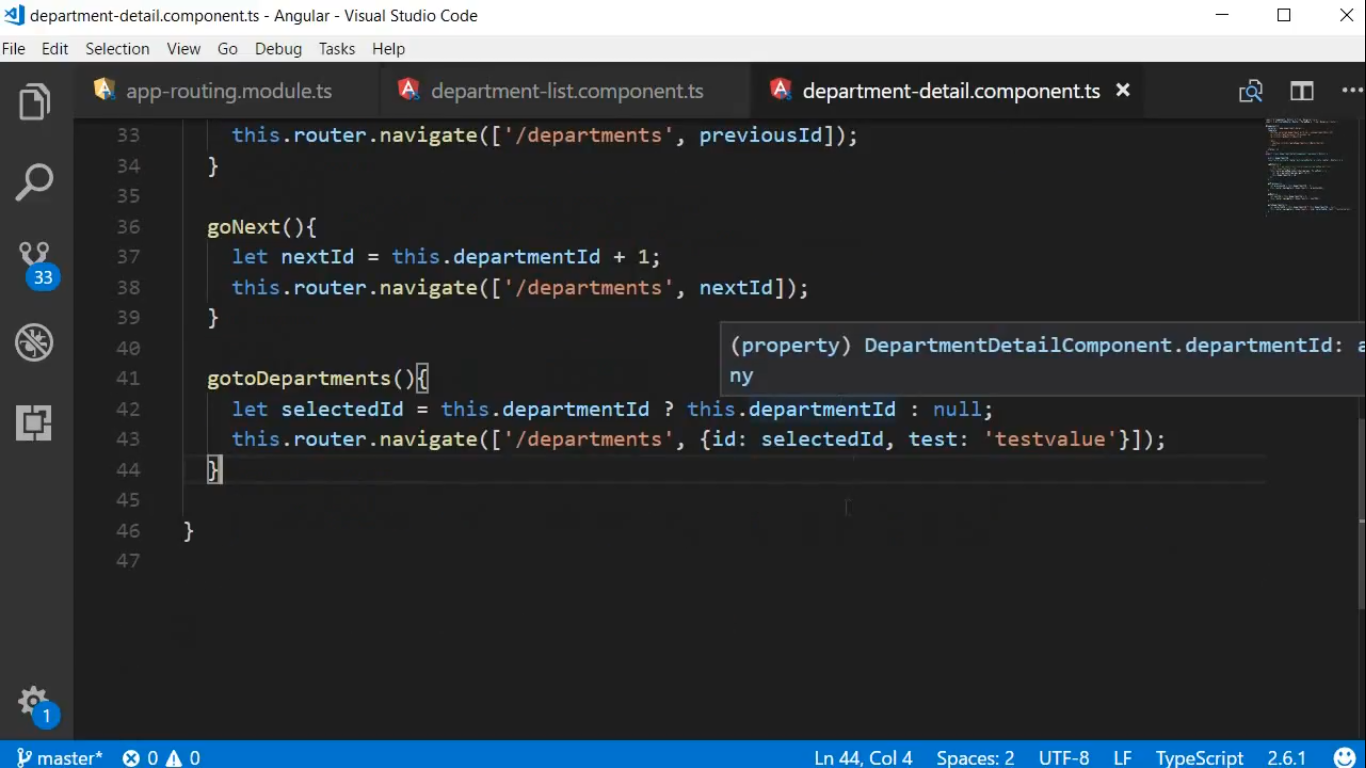 department-detail.component.ts - Angular - Visual Studio Code
File Edit Selection View Go Debug Tasks Help
app-routing.module.ts department-list.component.ts department-detail.component.ts
33 this.router.navigate(['/departments', previousId]);
34 }
35
36 goNext(){
37 let nextId = this.departmentId + 1;
38 this.router.navigate(['/departments', nextId]);
39 }
40
(property) DepartmentDetailComponent.departmentId: a
ny
41 gotoDepartments(){
42 let selectedId = this.departmentId ? this.departmentId : null;
43 this.router.navigate(['/departments', {id: selectedId, test: 'testvalue'}]);
44 }
45
46 }
47
33
1
master* 0 0 Ln 44, Col 4 Spaces: 2 UTF-8 LF TypeScript 2.6.1